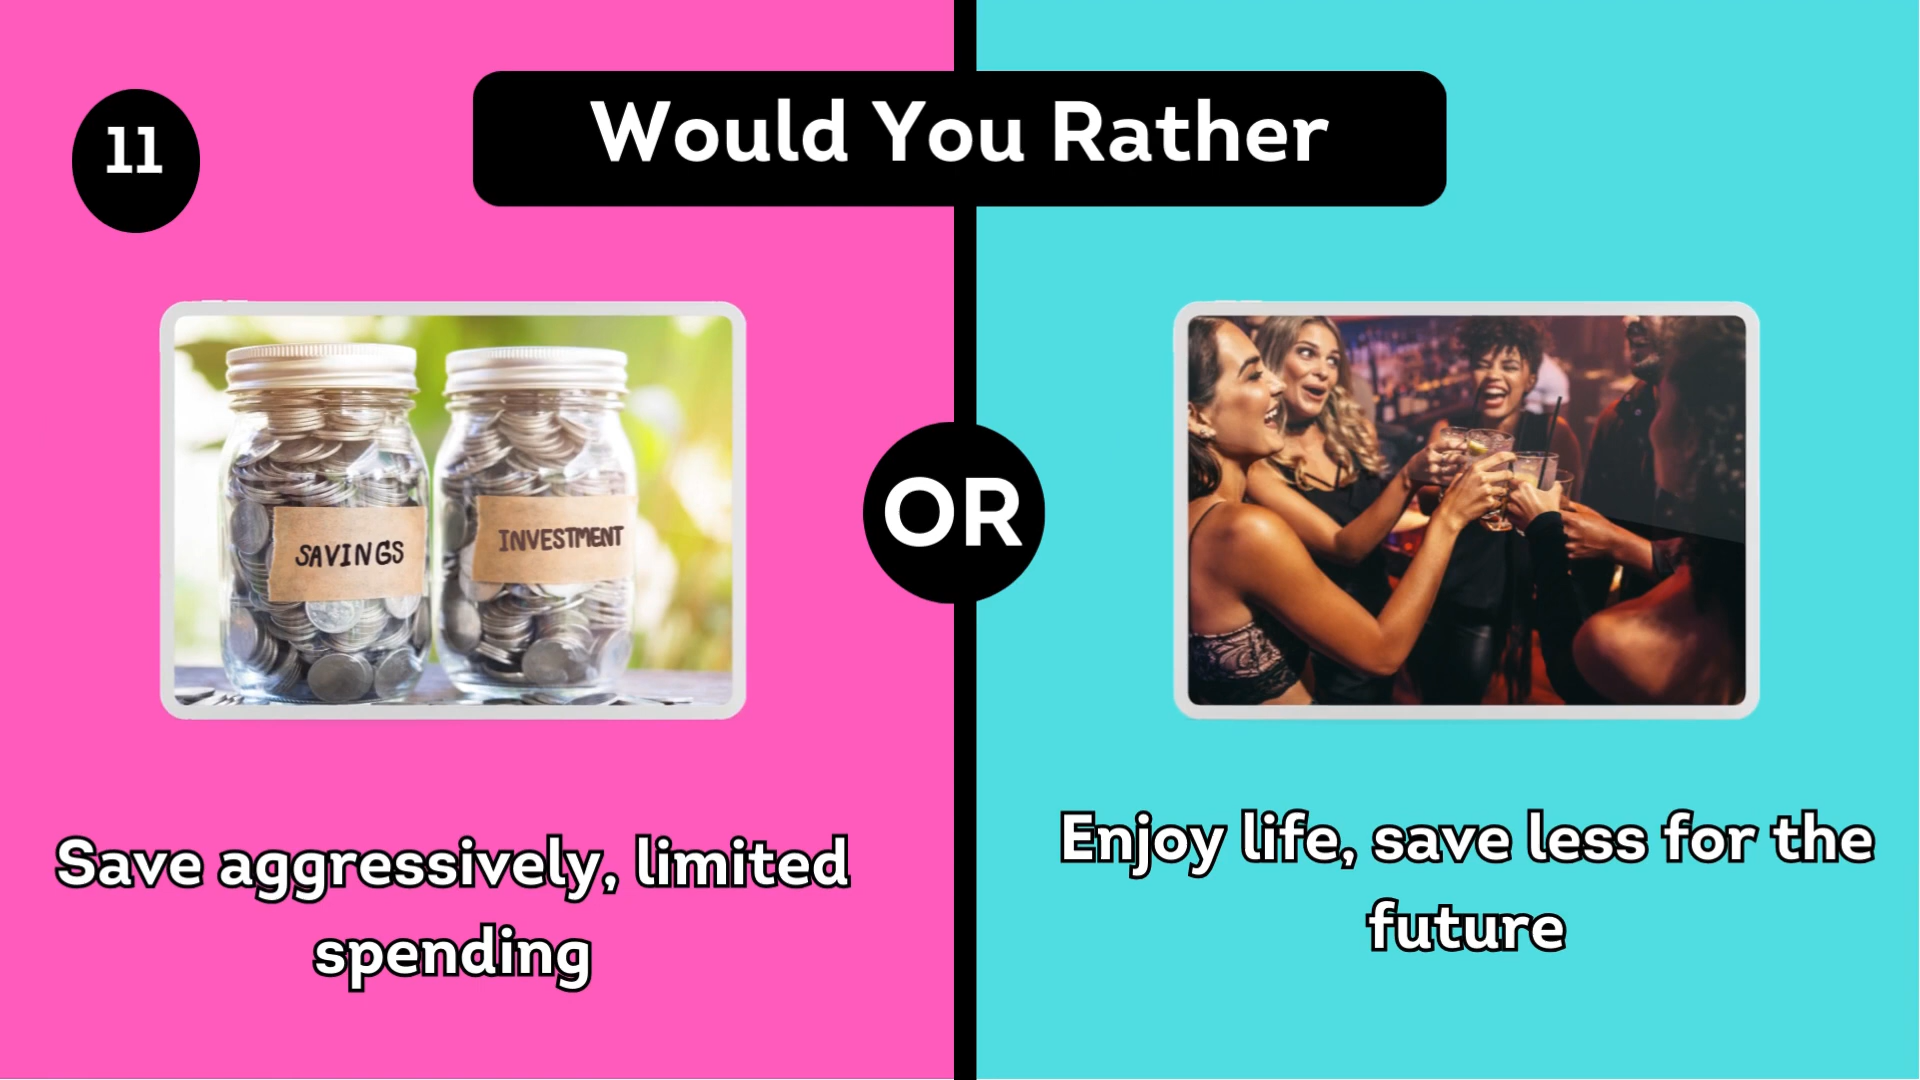 11
Would You Rather
SAVINGS
INVESTMENT
OR
Save aggressively, limited
spending
Enjoy life, save less for the
future